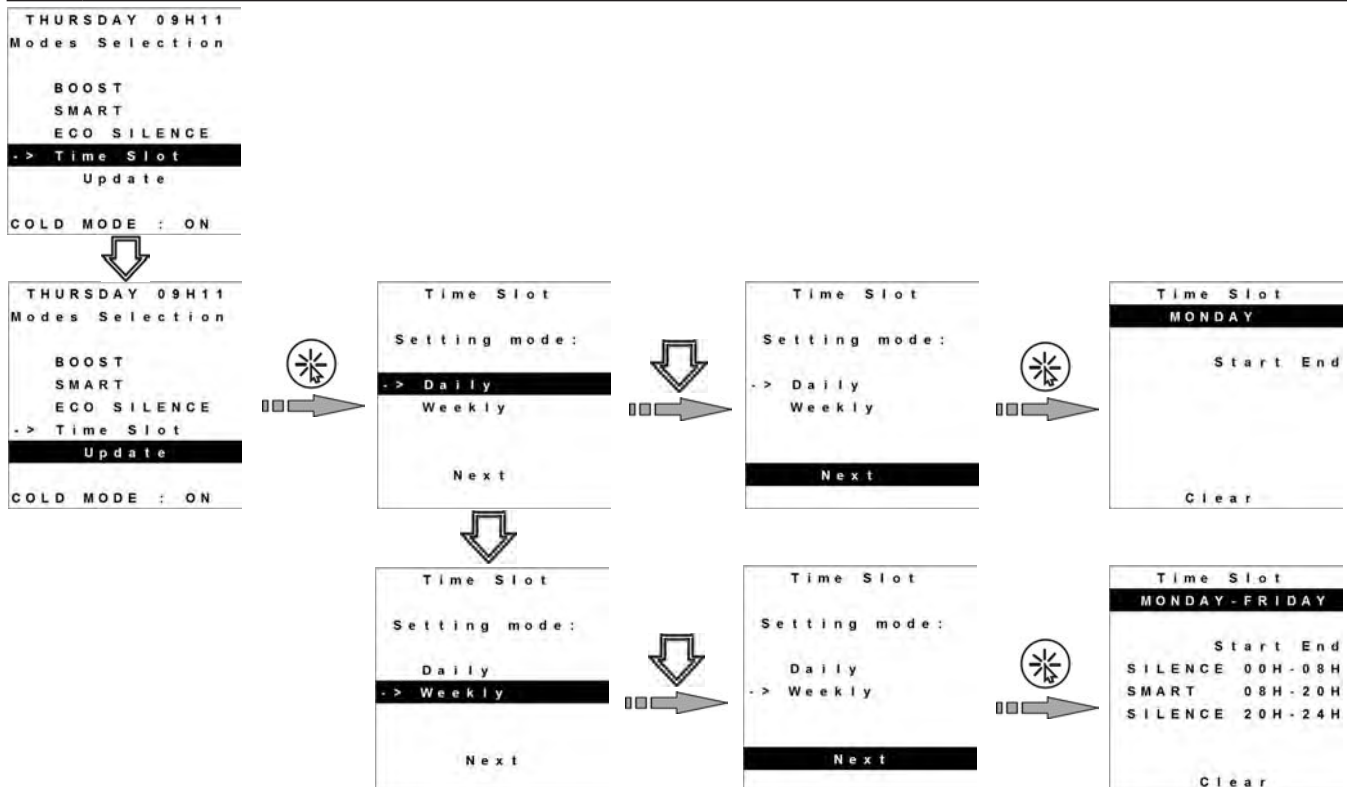 THURSDAY 09H11
Modes Selection
BOOST
SMART
ECO SILENCE
-> Time Slot
Update
COLD MODE : ON
THURSDAY 09H11
Modes Selection
BOOST
SMART
ECO SILENCE
-> Time Slot
Update
COLD MODE : ON
Time Slot
Setting mode:
-> Daily
Weekly
Next
Time Slot
Setting mode:
-> Daily
Weekly
Next
Time Slot
MONDAY
Start End
Clear
Time Slot
Setting mode:
Daily
-> Weekly
Next
Time Slot
Setting mode:
Daily
-> Weekly
Next
Time Slot
MONDAY-FRIDAY
Start End
SILENCE 00H-08H
SMART 08H-20H
SILENCE 20H-24H
Clear